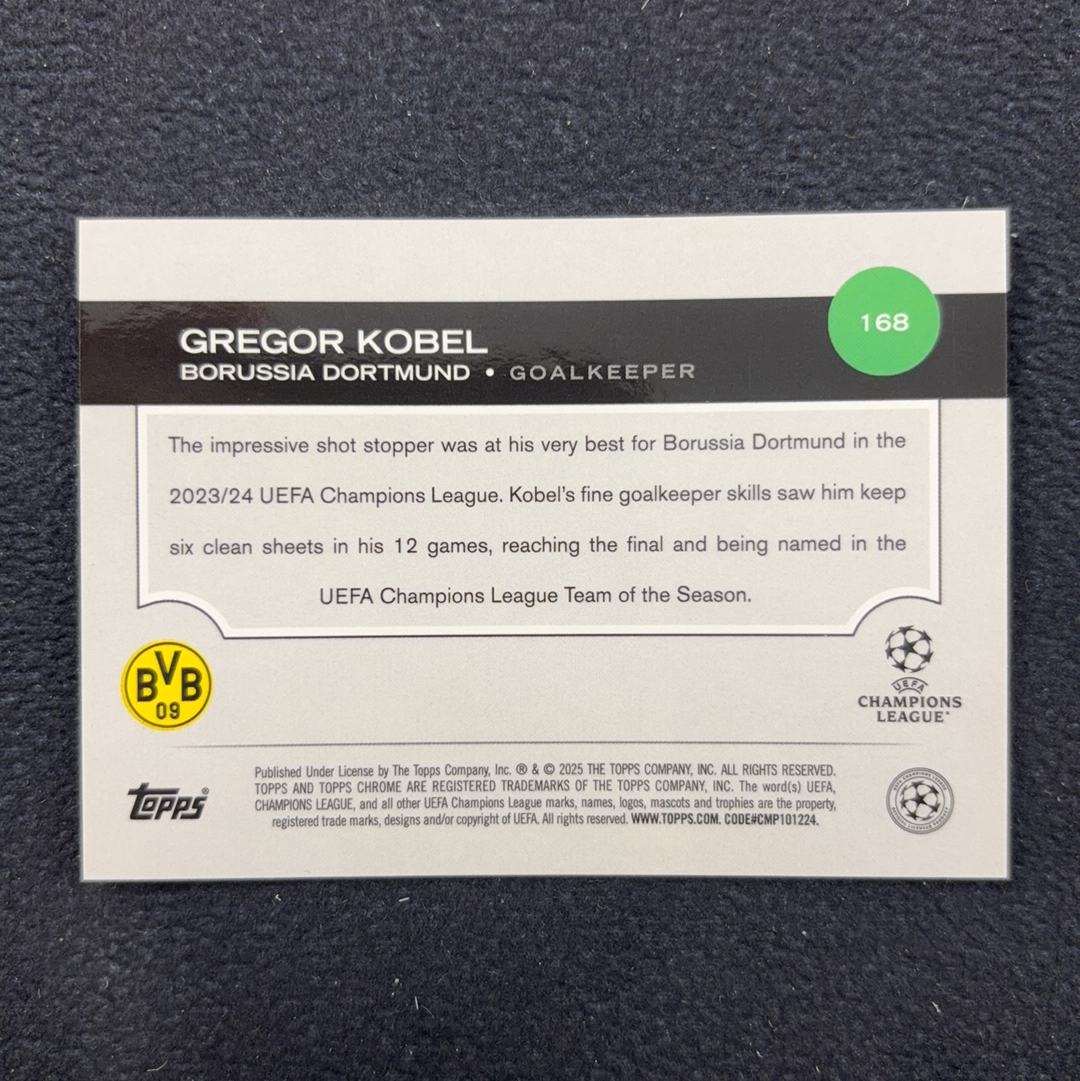 168
GREGOR KOBEL
BORUSSIA DORTMUND • GOALKEEPER
The impressive shot stopper was at his very best for Borussia Dortmund in the
2023/24 UEFA Champions League. Kobel's fine goalkeeper skills saw him keep
six clean sheets in his 12 games, reaching the final and being named in the
UEFA Champions League Team of the Season.
BVB
09
UEFA
CHAMPIONS
LEAGUE
topps®
Published Under License by The Topps Company, Inc. ® & © 2025 THE TOPPS COMPANY, INC. ALL RIGHTS RESERVED.
TOPPS AND TOPPS CHROME ARE REGISTERED TRADEMARKS OF THE TOPPS COMPANY, INC. The word(s) UEFA,
CHAMPIONS LEAGUE, and all other UEFA Champions League marks, names, logos, mascots and trophies are the property,
registered trade marks, designs and/or copyright of UEFA. All rights reserved. WWW.TOPPS.COM. CODE#CMP101224.